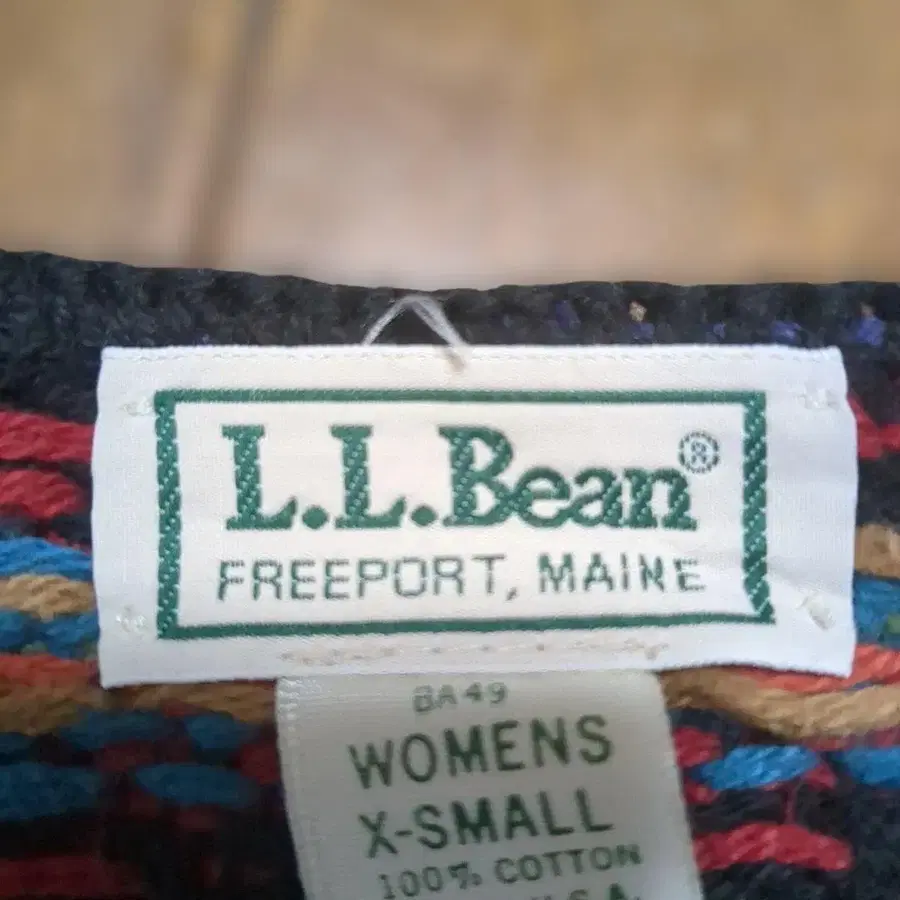 L.L.Bean®
FREEPORT, MAINE
BA49
WOMENS
X-SMALL
100% COTTON
U.S.A.